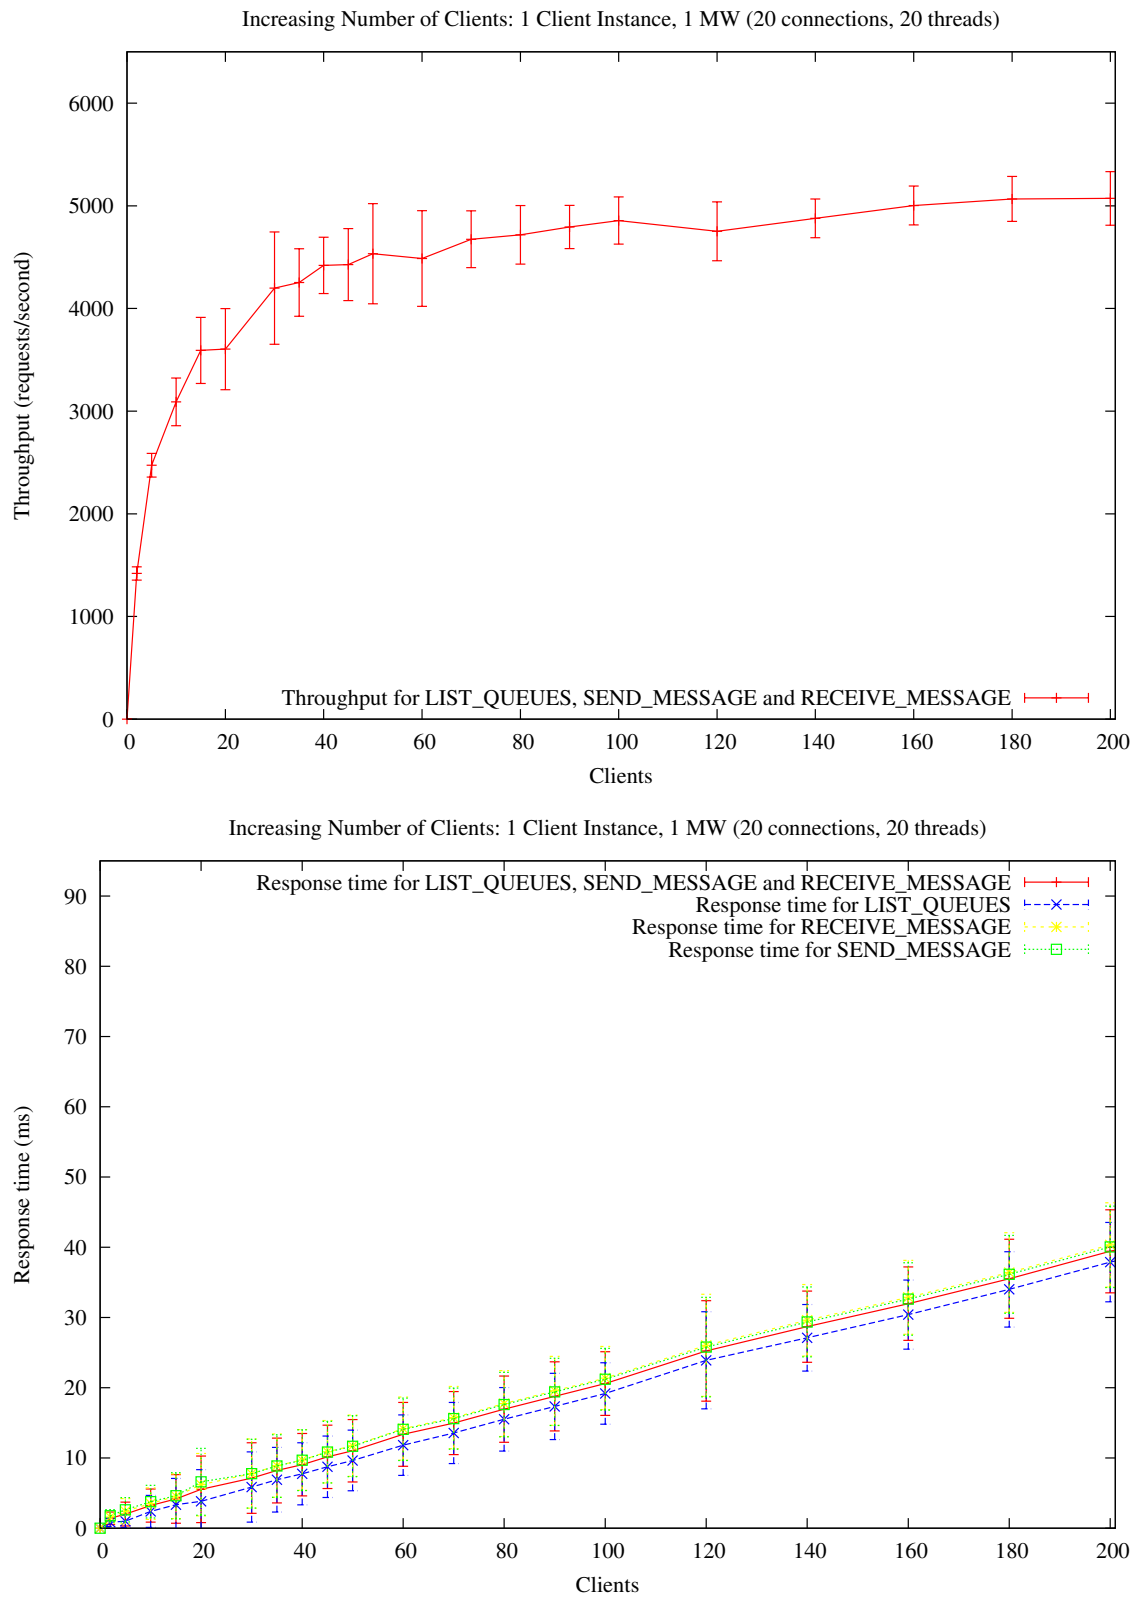 Increasing Number of Clients: 1 Client Instance, 1 MW (20 connections, 20 threads)
6000
5000
4000
3000
2000
1000
0
Throughput (requests/second)
Throughput for LIST_QUEUES, SEND_MESSAGE and RECEIVE_MESSAGE
0 20 40 60 80 100 120 140 160 180 200
Clients
Increasing Number of Clients: 1 Client Instance, 1 MW (20 connections, 20 threads)
Response time for LIST_QUEUES, SEND_MESSAGE and RECEIVE_MESSAGE
Response time for LIST_QUEUES
Response time for RECEIVE_MESSAGE
Response time for SEND_MESSAGE
90
80
70
60
50
40
30
20
10
0
Response time (ms)
0 20 40 60 80 100 120 140 160 180 200
Clients